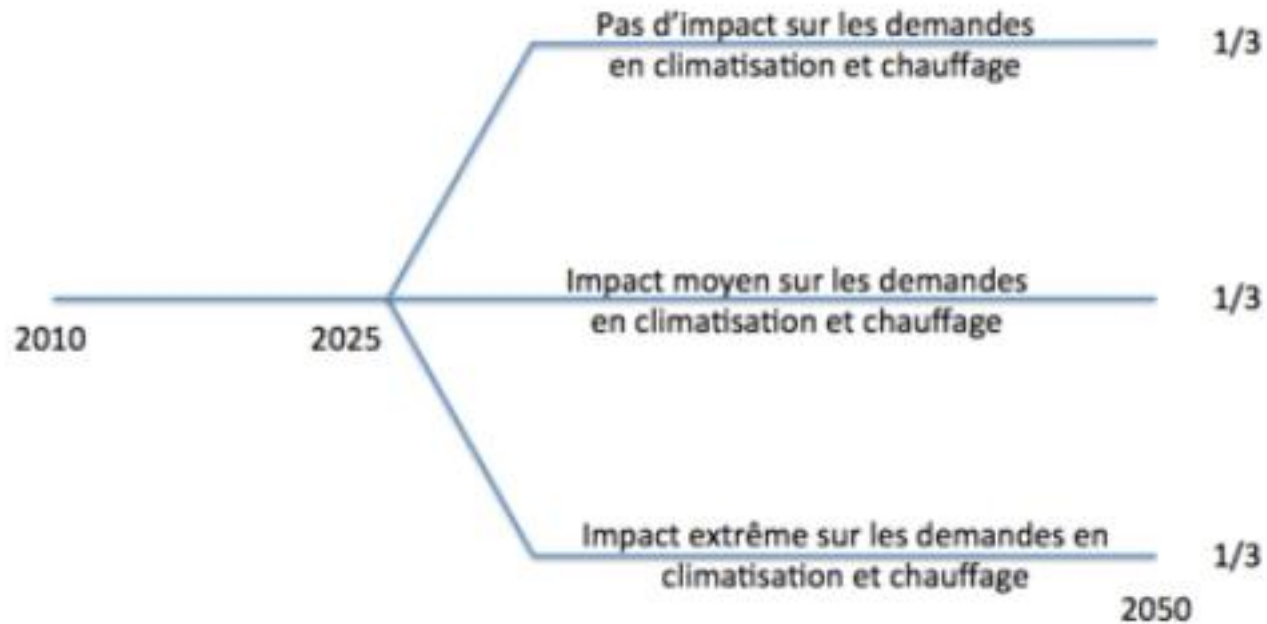 Pas d'impact sur les demandes
en climatisation et chauffage
1/3
Impact moyen sur les demandes
en climatisation et chauffage
1/3
2010
2025
Impact extrême sur les demandes en
climatisation et chauffage
1/3
2050